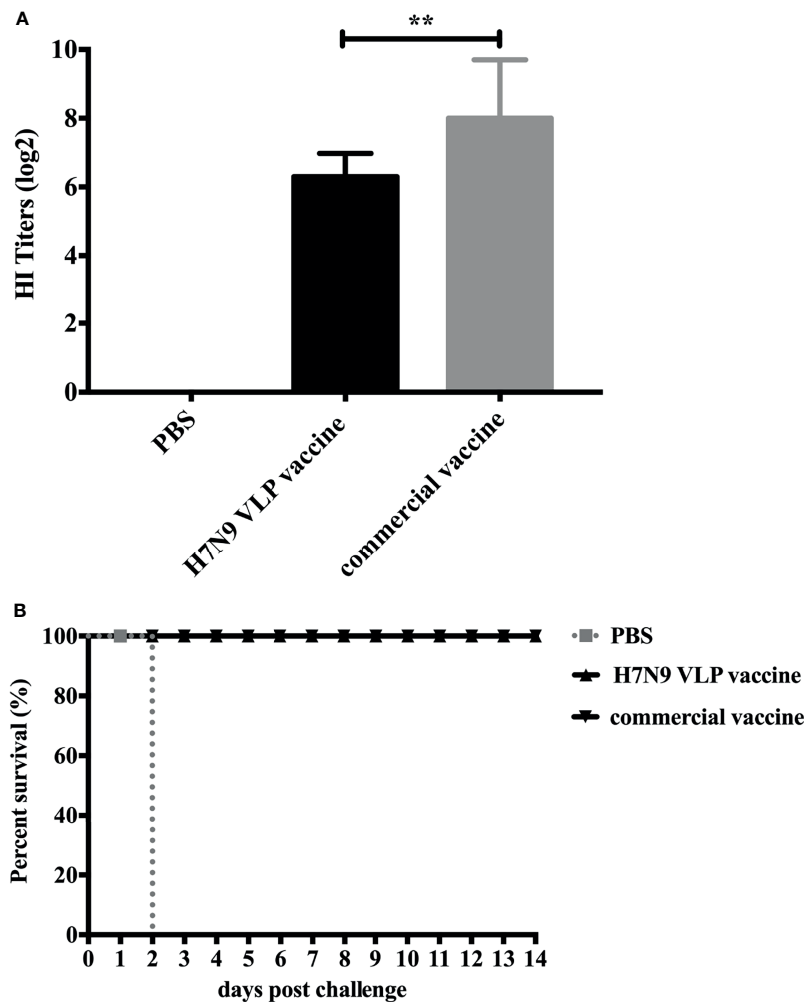 A
**
10
8
6
4
2
0
HI Titers (log2)
PBS
H7N9 VLP vaccine
commercial vaccine
B
100
80
60
40
20
0
Percent survival (%)
0 1 2 3 4 5 6 7 8 9 10 11 12 13 14
days post challenge
PBS
H7N9 VLP vaccine
commercial vaccine